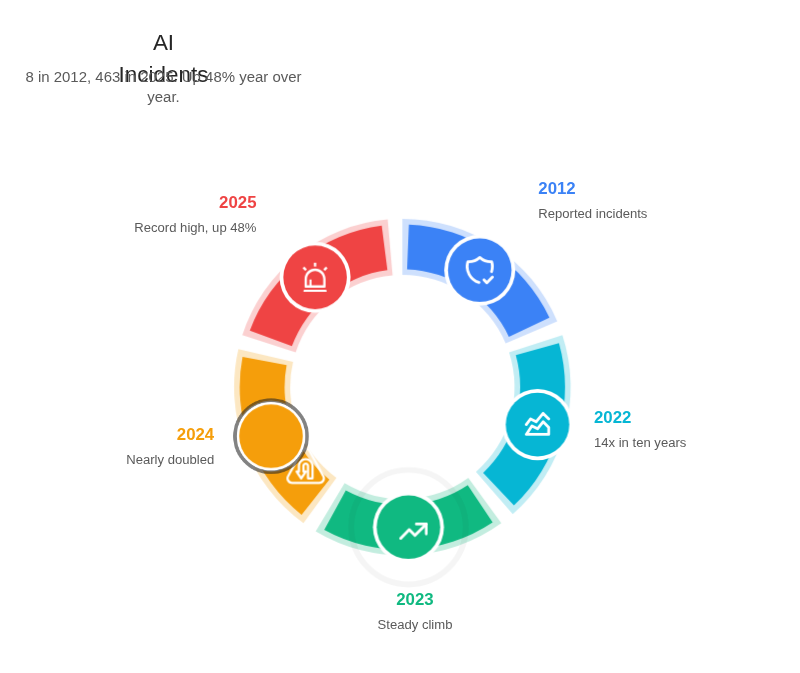 AI
Incidents
8 in 2012, 463 in 2025. Up 48% year over
year.
2012
Reported incidents
2025
Record high, up 48%
2022
14x in ten years
2024
Nearly doubled
2023
Steady climb